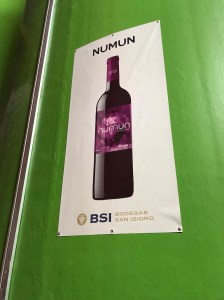 NUMUN
numun
BSI BODEGAS
SAN ISIDRO